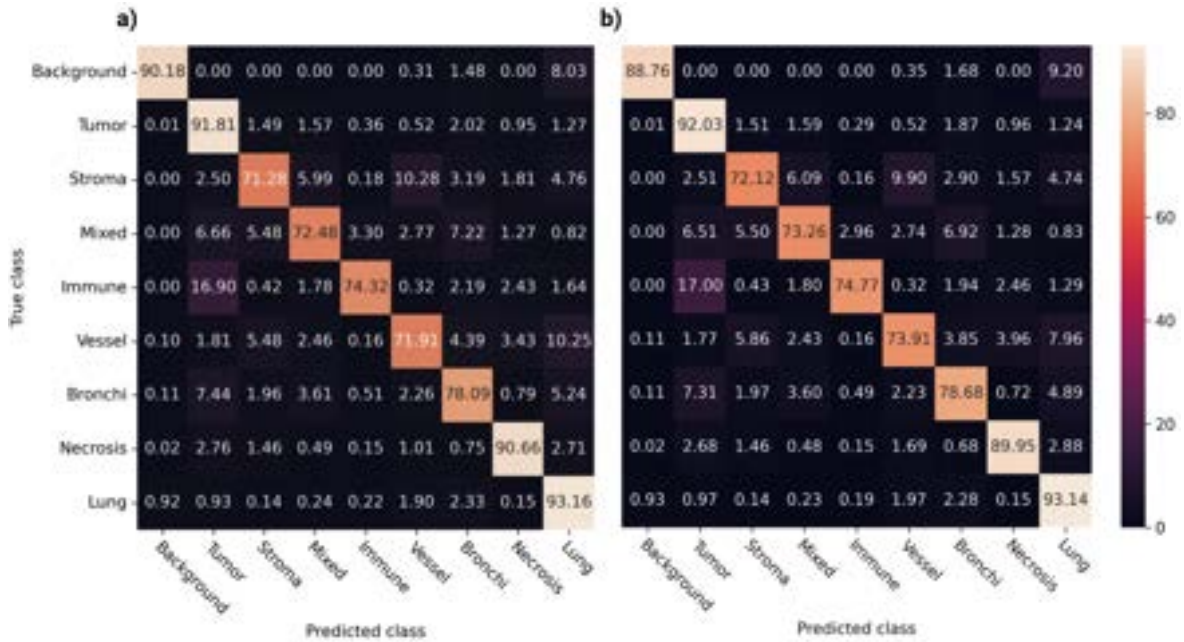 a) b)
Background 90.18 0.00 0.00 0.00 0.00 0.31 1.48 0.00 8.03 88.76 0.00 0.00 0.00 0.00 0.35 1.68 0.00 9.20
Tumor 0.01 91.81 1.49 1.57 0.36 0.52 2.02 0.95 1.27 0.01 92.03 1.51 1.59 0.29 0.52 1.87 0.96 1.24
80
Stroma 0.00 2.50 71.28 5.99 0.18 10.28 3.19 1.81 4.76 0.00 2.51 72.12 6.09 0.16 9.90 2.90 1.57 4.74
60
Mixed 0.00 6.66 5.48 72.48 3.30 2.77 7.22 1.27 0.82 0.00 6.51 5.50 73.26 2.96 2.74 6.92 1.28 0.83
True class
Immune 0.00 16.90 0.42 1.78 74.32 0.32 2.19 2.43 1.64 0.00 17.00 0.43 1.80 74.77 0.32 1.94 2.46 1.29
40
Vessel 0.10 1.81 5.48 2.46 0.16 71.91 4.39 3.43 10.25 0.11 1.77 5.86 2.43 0.16 73.91 3.85 3.96 7.96
Bronchi 0.11 7.44 1.96 3.61 0.51 2.26 78.09 0.79 5.24 0.11 7.31 1.97 3.60 0.49 2.23 78.68 0.72 4.89
20
Necrosis 0.02 2.76 1.46 0.49 0.15 1.01 0.75 90.66 2.71 0.02 2.68 1.46 0.48 0.15 1.69 0.68 89.95 2.88
Lung 0.92 0.93 0.14 0.24 0.22 1.90 2.33 0.15 93.16 0.93 0.97 0.14 0.23 0.19 1.97 2.28 0.15 93.14
0
Background Tumor Stroma Mixed Immune Vessel Bronchi Necrosis Lung Background Tumor Stroma Mixed Immune Vessel Bronchi Necrosis Lung
Predicted class Predicted class